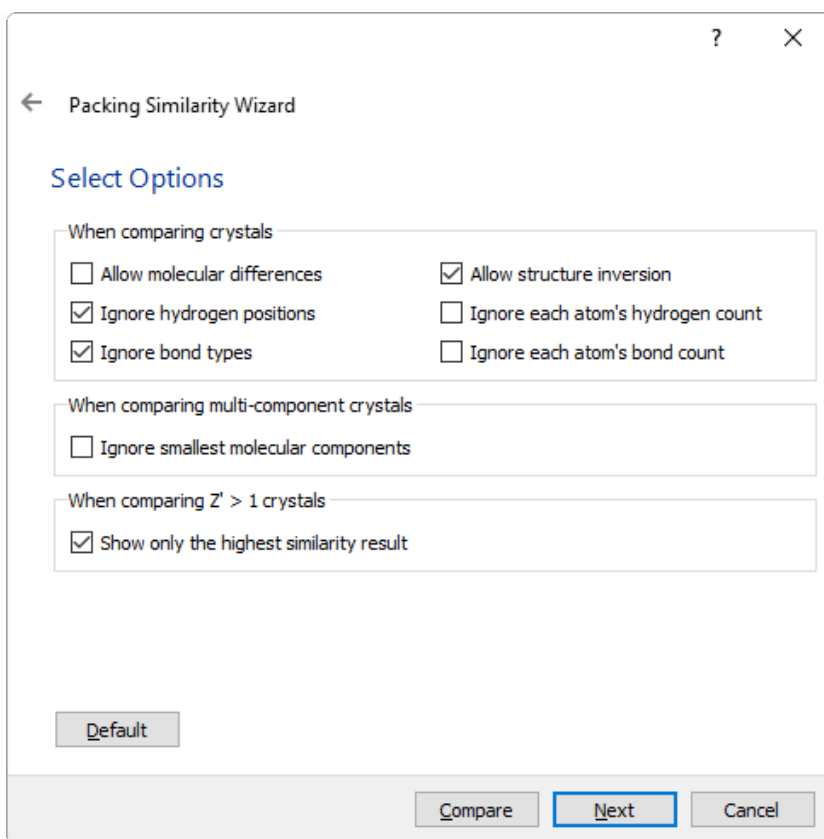 ?
Packing Similarity Wizard
Select Options
When comparing crystals
Allow molecular differences
Allow structure inversion
Ignore hydrogen positions
Ignore each atom's hydrogen count
Ignore bond types
Ignore each atom's bond count
When comparing multi-component crystals
Ignore smallest molecular components
When comparing Z' > 1 crystals
Show only the highest similarity result
Default
Compare
Next
Cancel